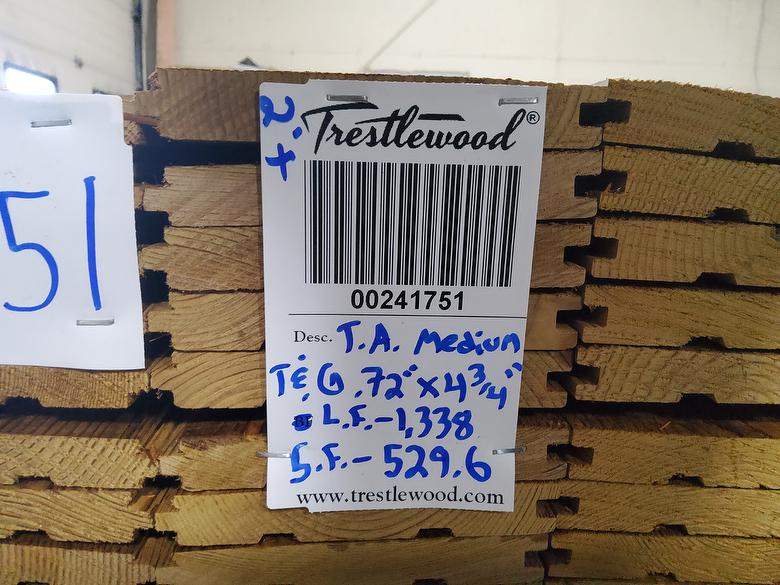 51
2.x
Trestlewood®
00241751
Desc. T.A. Medium
T&G .72" x 4 3/4"
L.F.-1,338
S.F.-529.6
www.trestlewood.com